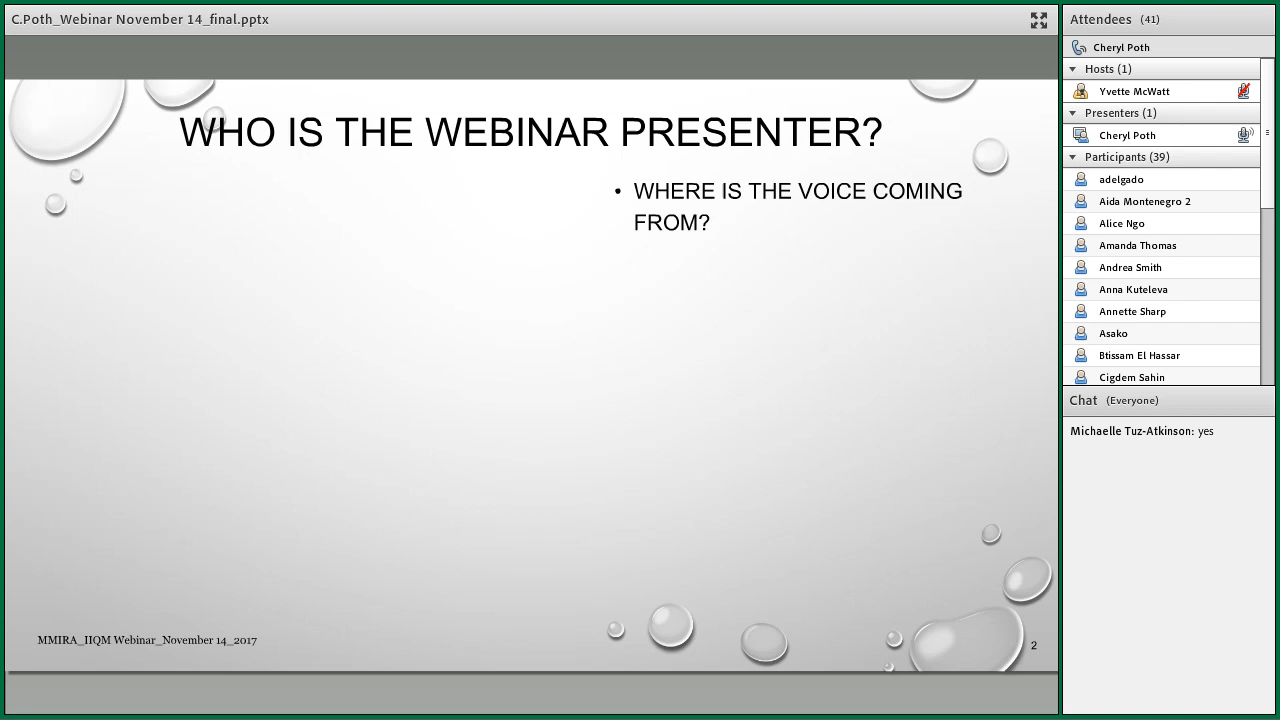 C.Poth_Webinar November 14_final.pptx
WHO IS THE WEBINAR PRESENTER?
• WHERE IS THE VOICE COMING
FROM?
MMIRA_IIQM Webinar_November 14_2017
2
Attendees (41)
Cheryl Poth
Hosts (1)
Yvette McWatt
Presenters (1)
Cheryl Poth
Participants (39)
adelgado
Aida Montenegro 2
Alice Ngo
Amanda Thomas
Andrea Smith
Anna Kuteleva
Annette Sharp
Asako
Btissam El Hassar
Cigdem Sahin
Chat (Everyone)
Michaelle Tuz-Atkinson: yes